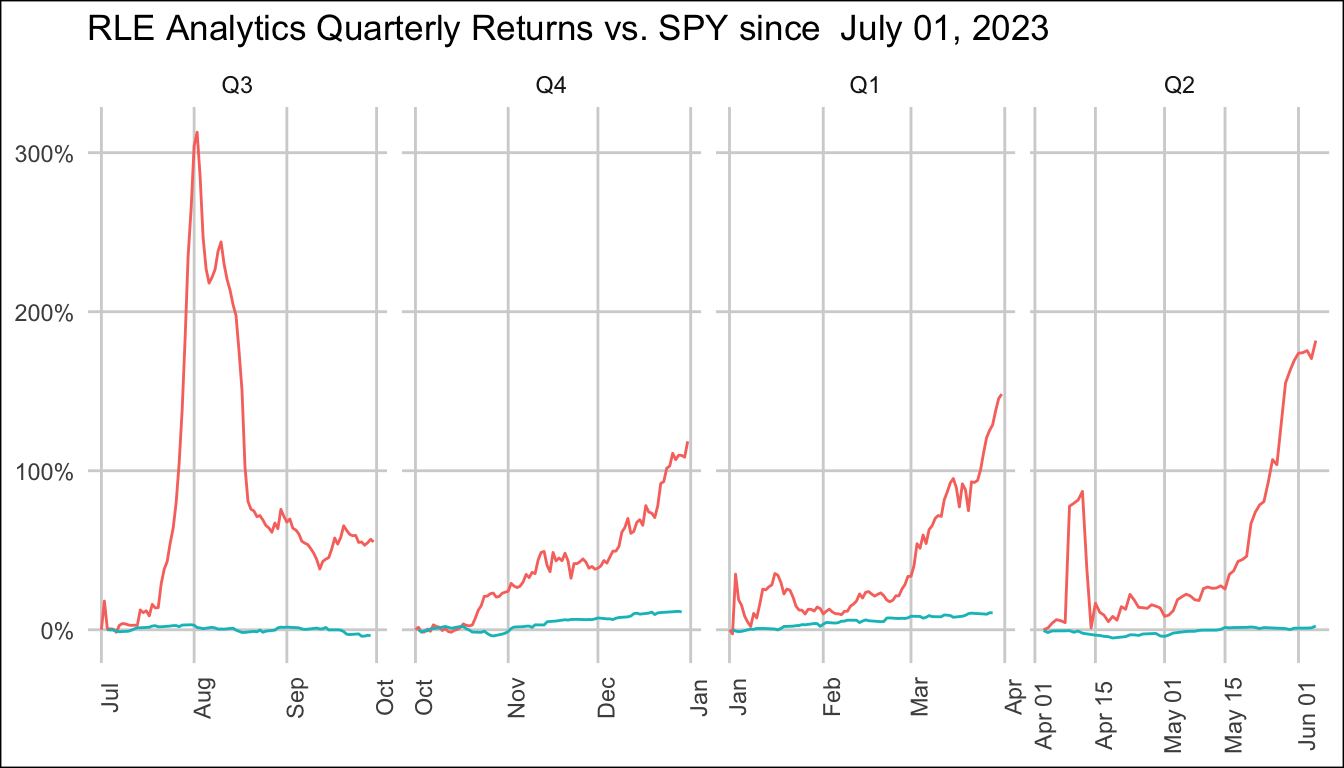 RLE Analytics Quarterly Returns vs. SPY since  July 01, 2023
Q3 Q4 Q1 Q2
300%
200%
100%
0%
Jul Aug Sep Oct Oct Nov Dec Jan Jan Feb Mar Apr Apr 01 Apr 15 May 01 May 15 Jun 01